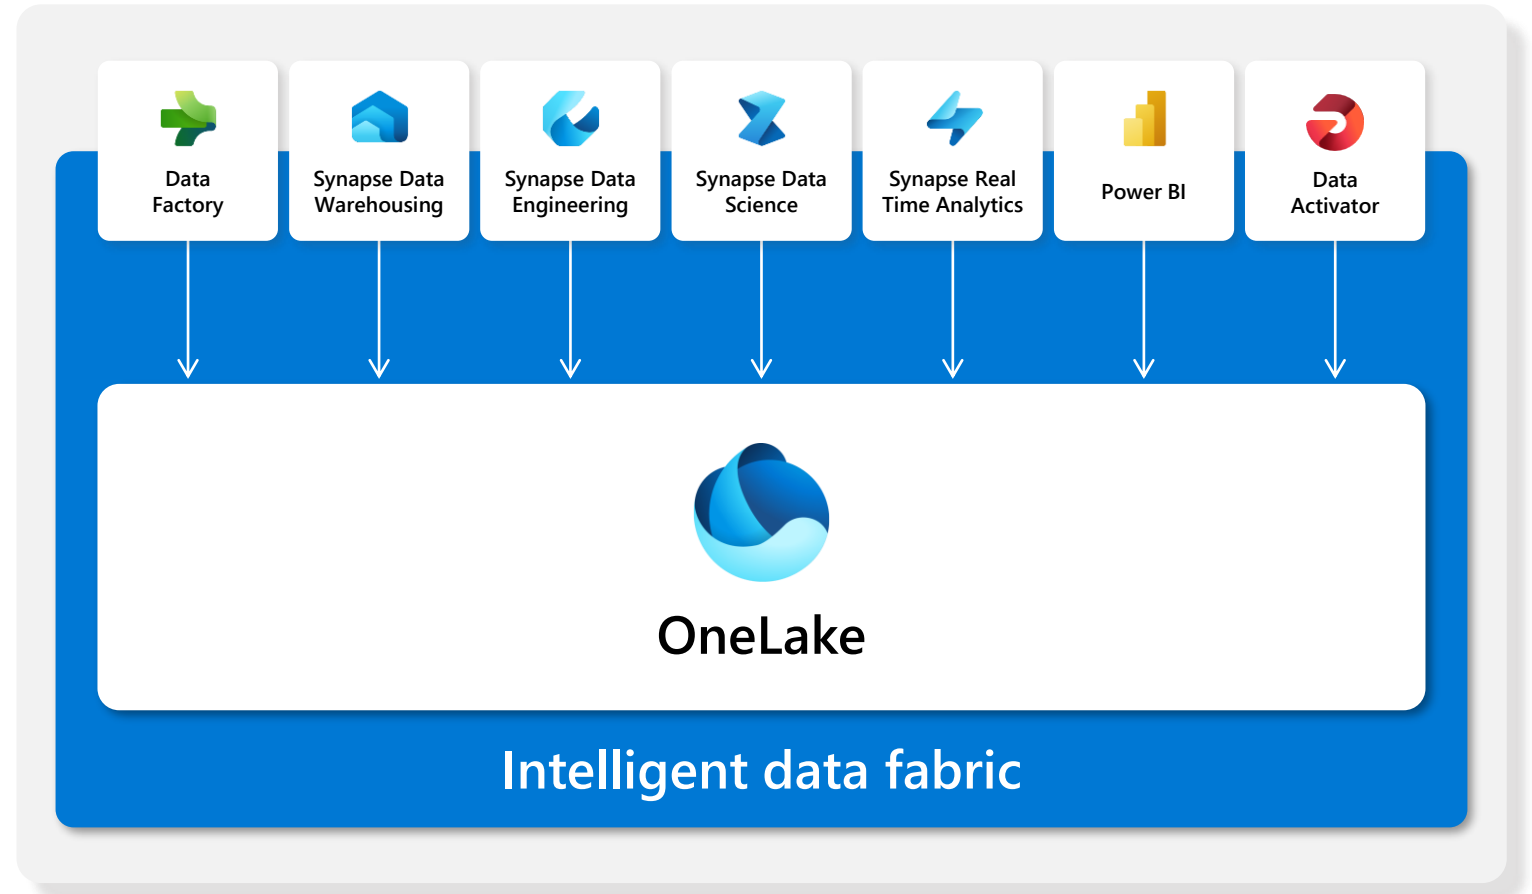 Data
Factory
Synapse Data
Warehousing
Synapse Data
Engineering
Synapse Data
Science
Synapse Real
Time Analytics
Power BI
Data
Activator
OneLake
Intelligent data fabric